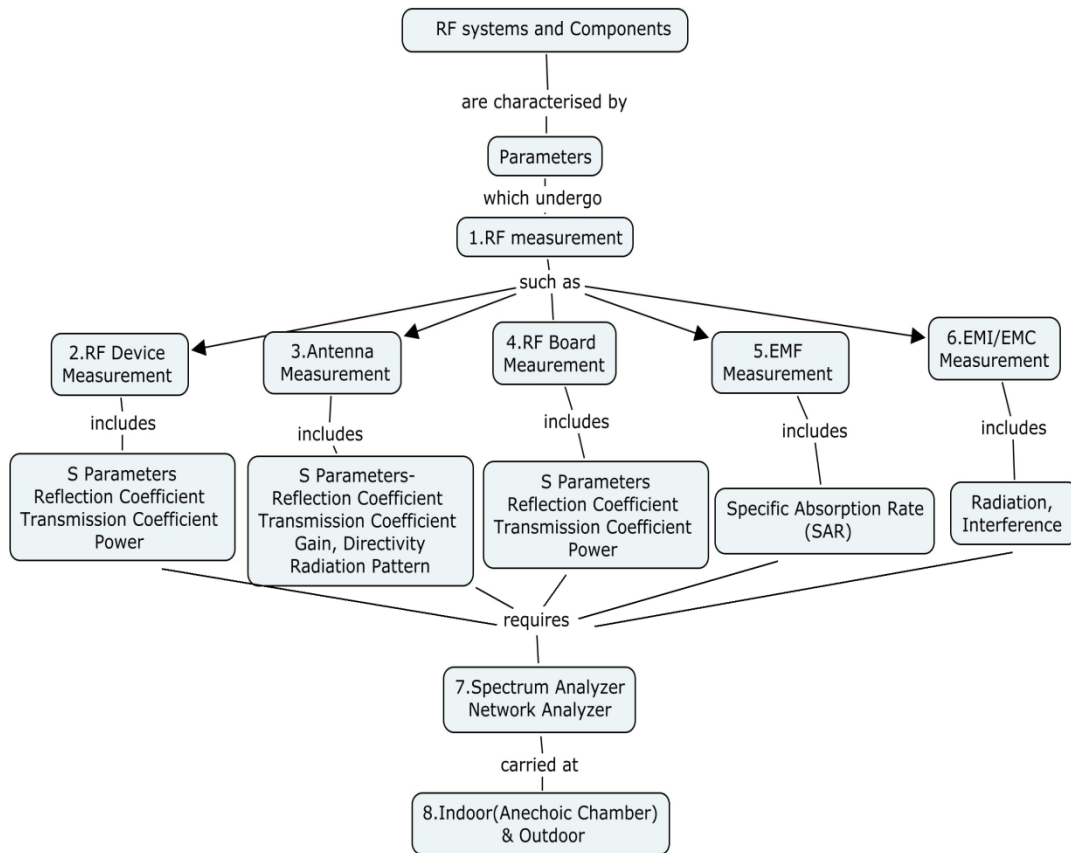 RF systems and Components
are characterised by
Parameters
which undergo
1.RF measurement
such as
2.RF Device
Measurement
3.Antenna
Measurement
4.RF Board
Meaurement
5.EMF
Measurement
6.EMI/EMC
Measurement
includes
includes
includes
includes
includes
S Parameters
Reflection Coefficient
Transmission Coefficient
Power
S Parameters-
Reflection Coefficient
Transmission Coefficient
Gain, Directivity
Radiation Pattern
S Parameters
Reflection Coefficient
Transmission Coefficient
Power
Specific Absorption Rate
(SAR)
Radiation,
Interference
requires
7.Spectrum Analyzer
Network Analyzer
carried at
8.Indoor(Anechoic Chamber)
& Outdoor